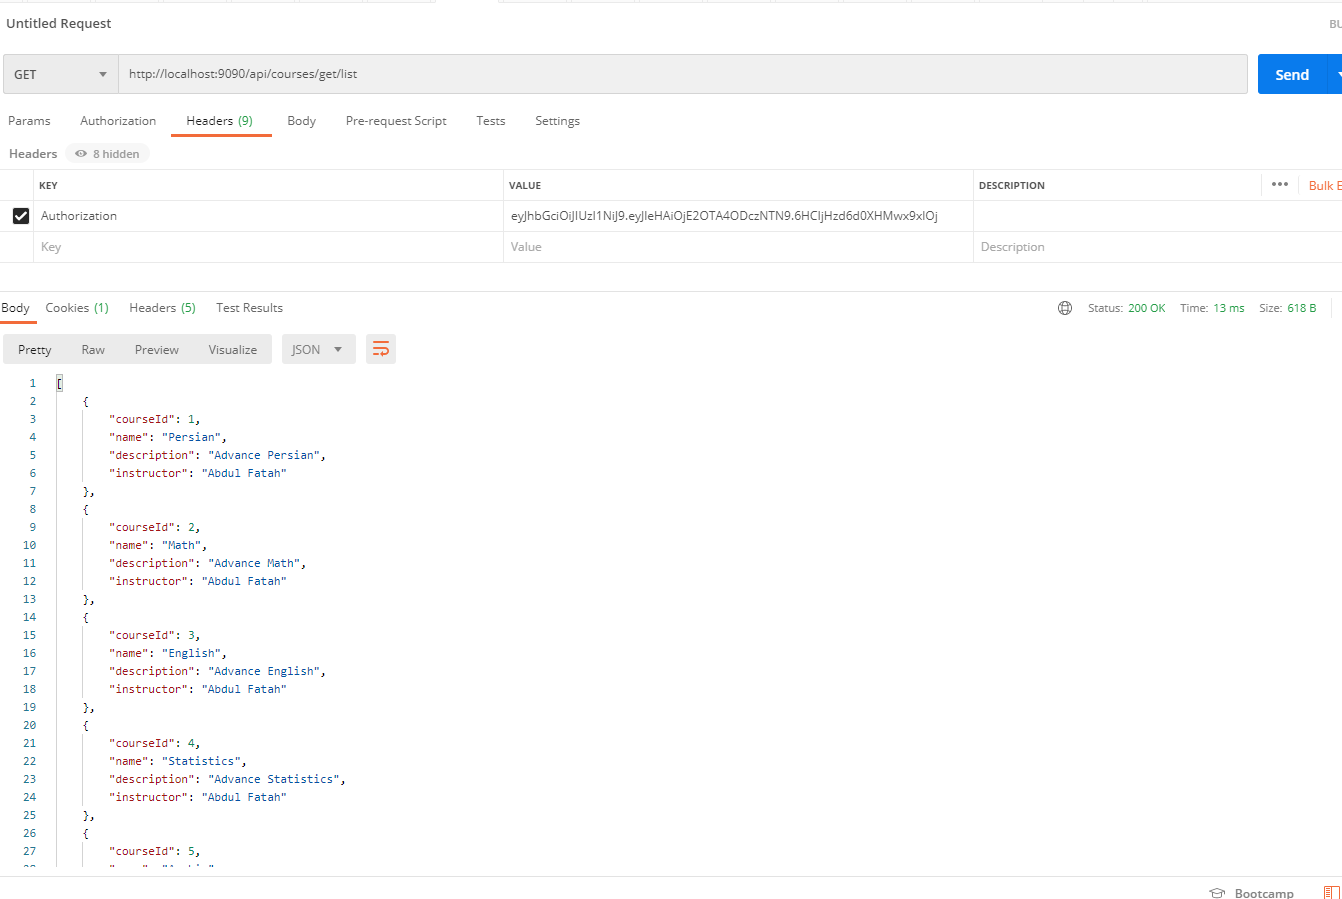 Untitled Request
BU
GET http://localhost:9090/api/courses/get/list Send
Params Authorization Headers (9) Body Pre-request Script Tests Settings
Headers 8 hidden
KEY VALUE DESCRIPTION ••• Bulk E
Authorization eyJhbGciOiJIUzI1NiJ9.eyJleHAiOjE2OTA4ODczNTN9.6HCljHzd6d0XHMwx9xlOj
Key Value Description
Body Cookies (1) Headers (5) Test Results Status: 200 OK Time: 13 ms Size: 618 B
Pretty Raw Preview Visualize JSON
1 [
2 {
3 "courseId": 1,
4 "name": "Persian",
5 "description": "Advance Persian",
6 "instructor": "Abdul Fatah"
7 },
8 {
9 "courseId": 2,
10 "name": "Math",
11 "description": "Advance Math",
12 "instructor": "Abdul Fatah"
13 },
14 {
15 "courseId": 3,
16 "name": "English",
17 "description": "Advance English",
18 "instructor": "Abdul Fatah"
19 },
20 {
21 "courseId": 4,
22 "name": "Statistics",
23 "description": "Advance Statistics",
24 "instructor": "Abdul Fatah"
25 },
26 {
27 "courseId": 5,
Bootcamp